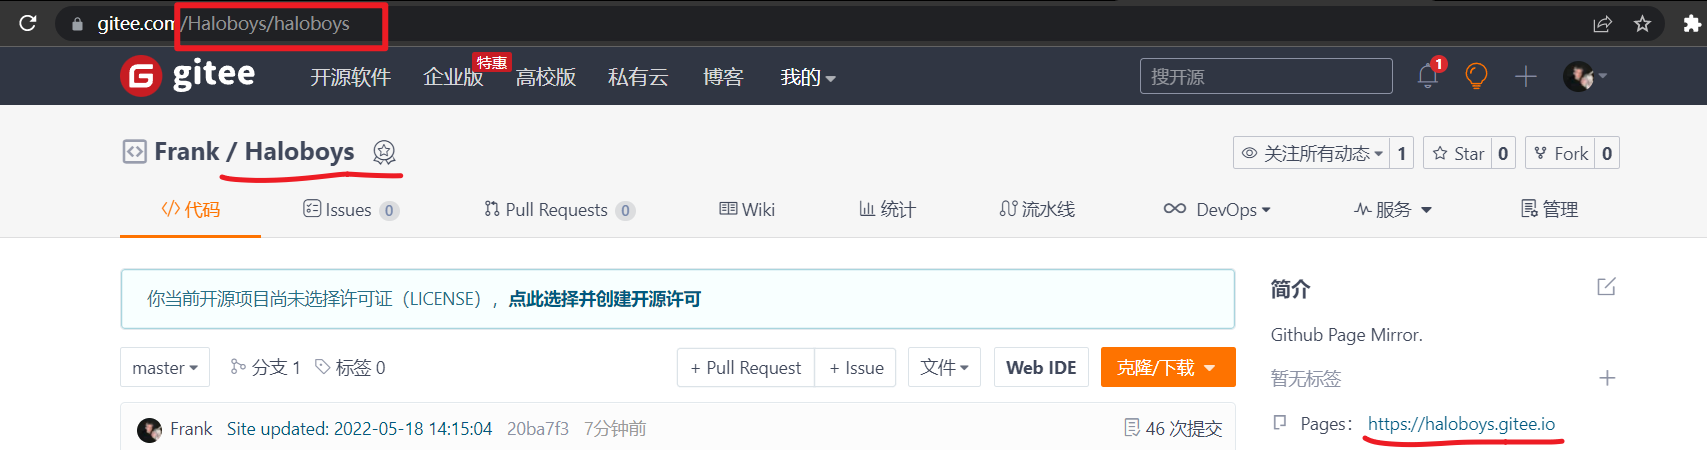 gitee.com/Haloboys/haloboys
gitee 开源软件 企业版 特惠 高校版 私有云 博客 我的 搜开源 1
Frank / Haloboys 关注所有动态 1 Star 0 Fork 0
代码 Issues 0 Pull Requests 0 Wiki 统计 流水线 DevOps 服务 管理
你当前开源项目尚未选择许可证（LICENSE），点此选择并创建开源许可
简介
Github Page Mirror.
master 分支 1 标签 0 + Pull Request + Issue 文件 Web IDE 克隆/下载
暂无标签
Frank Site updated: 2022-05-18 14:15:04 20ba7f3 7分钟前 46 次提交
Pages： https://haloboys.gitee.io